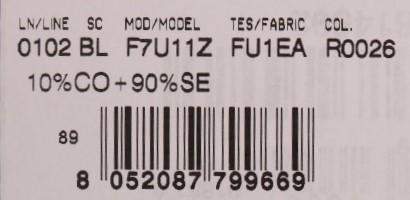 LN/LINE SC MOD/MODEL TES/FABRIC COL.
0102 BL F7U11Z FU1EA R0026
10%CO+90%SE
89
8 052087 799669